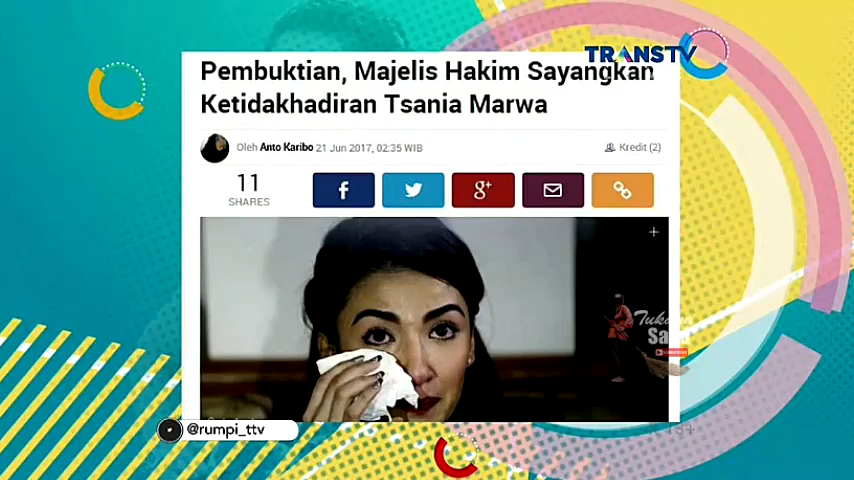 TRANSTV
Pembuktian, Majelis Hakim Sayangkan
Ketidakhadiran Tsania Marwa
Oleh Anto Karibo 21 Jun 2017, 02:35 WIB
Kredit (2)
11
SHARES
f
g+
@rumpi_ttv